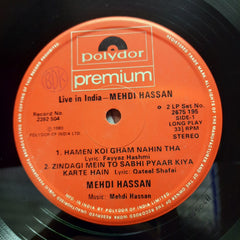 polydor
premium
Live in India - MEHDI HASSAN
Record No
2392 504
2 LP Set No.
2675 195
SIDE-1
LONG PLAY
33⅓ RPM
℗ 1980
POLYDOR OF INDIA LTD.
1. HAMEN KOI GHAM NAHIN THA
Lyric: Fayyaz Hashmi
2. ZINDAGI MEIN TO SABHI PYAAR KIYA
KARTE HAIN : Lyric: Qateel Shafai
MEHDI HASSAN
Music: Mehdi Hassan